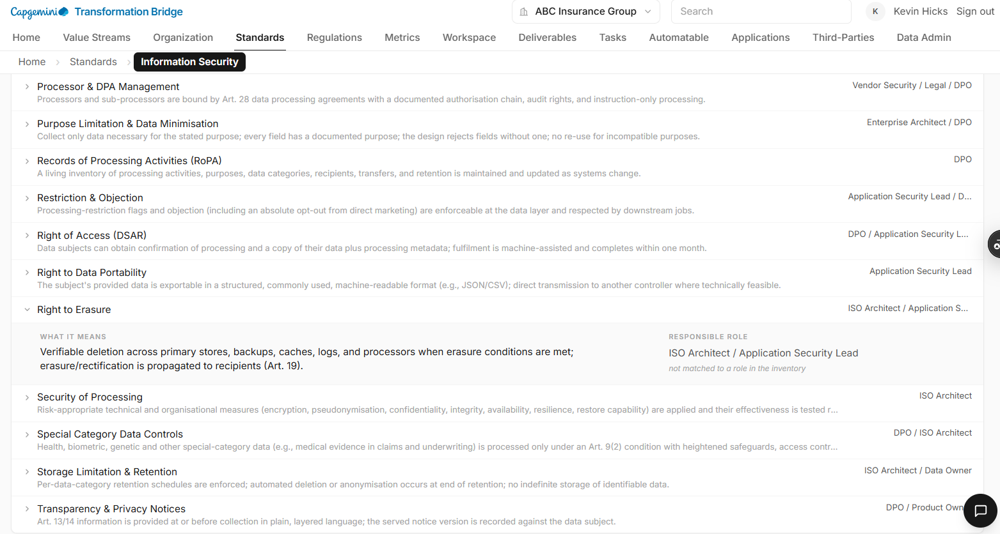 Capgemini Transformation Bridge
ABC Insurance Group
Search
K
Kevin Hicks
Sign out
Home
Value Streams
Organization
Standards
Regulations
Metrics
Workspace
Deliverables
Tasks
Automatable
Applications
Third-Parties
Data Admin
Home
Standards
Information Security
Processor & DPA Management
Vendor Security / Legal / DPO
Processors and sub-processors are bound by Art. 28 data processing agreements with a documented authorisation chain, audit rights, and instruction-only processing.
Purpose Limitation & Data Minimisation
Enterprise Architect / DPO
Collect only data necessary for the stated purpose; every field has a documented purpose; the design rejects fields without one; no re-use for incompatible purposes.
Records of Processing Activities (RoPA)
DPO
A living inventory of processing activities, purposes, data categories, recipients, transfers, and retention is maintained and updated as systems change.
Restriction & Objection
Application Security Lead / D...
Processing-restriction flags and objection (including an absolute opt-out from direct marketing) are enforceable at the data layer and respected by downstream jobs.
Right of Access (DSAR)
DPO / Application Security L...
Data subjects can obtain confirmation of processing and a copy of their data plus processing metadata; fulfilment is machine-assisted and completes within one month.
Right to Data Portability
Application Security Lead
The subject's provided data is exportable in a structured, commonly used, machine-readable format (e.g., JSON/CSV); direct transmission to another controller where technically feasible.
Right to Erasure
ISO Architect / Application S...
WHAT IT MEANS
Verifiable deletion across primary stores, backups, caches, logs, and processors when erasure conditions are met;
erasure/rectification is propagated to recipients (Art. 19).
RESPONSIBLE ROLE
ISO Architect / Application Security Lead
not matched to a role in the inventory
Security of Processing
ISO Architect
Risk-appropriate technical and organisational measures (encryption, pseudonymisation, confidentiality, integrity, availability, resilience, restore capability) are applied and their effectiveness is tested r...
Special Category Data Controls
DPO / ISO Architect
Health, biometric, genetic and other special-category data (e.g., medical evidence in claims and underwriting) is processed only under an Art. 9(2) condition with heightened safeguards, access contr...
Storage Limitation & Retention
ISO Architect / Data Owner
Per-data-category retention schedules are enforced; automated deletion or anonymisation occurs at end of retention; no indefinite storage of identifiable data.
Transparency & Privacy Notices
DPO / Product Own
Art. 13/14 information is provided at or before collection in plain, layered language; the served notice version is recorded against the data subject.